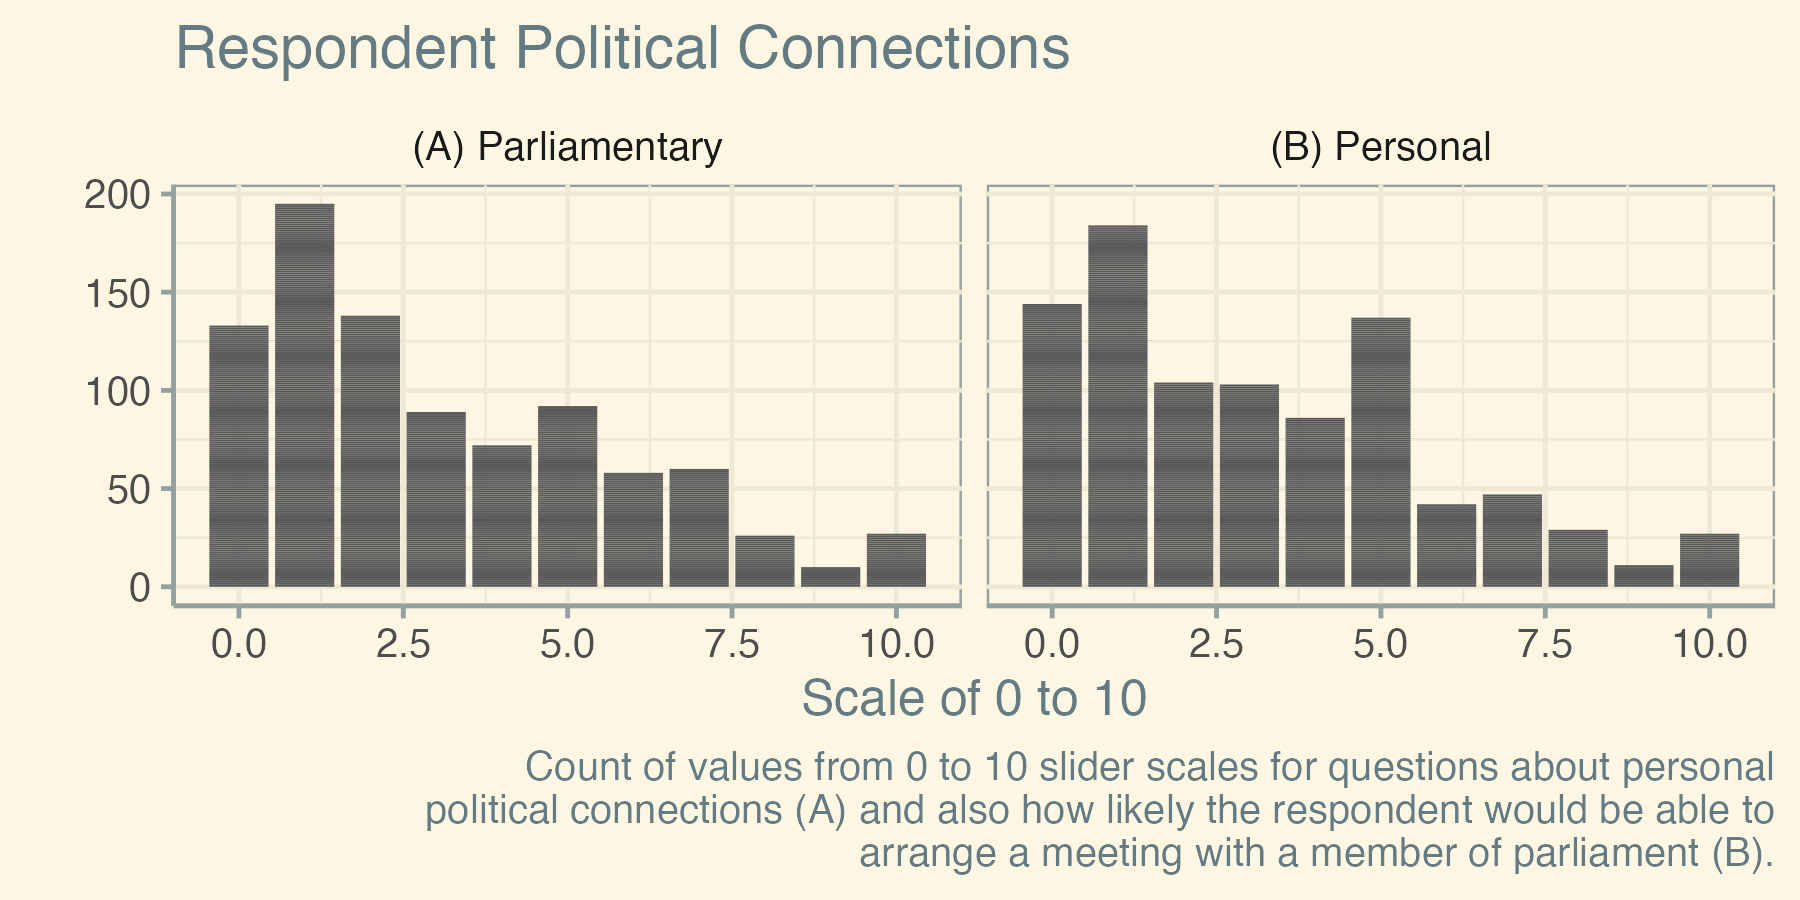 Respondent Political Connections
(A) Parliamentary
(B) Personal
200
150
100
50
0
0.0 2.5 5.0 7.5 10.0
0.0 2.5 5.0 7.5 10.0
Scale of 0 to 10
Count of values from 0 to 10 slider scales for questions about personal
political connections (A) and also how likely the respondent would be able to
arrange a meeting with a member of parliament (B).